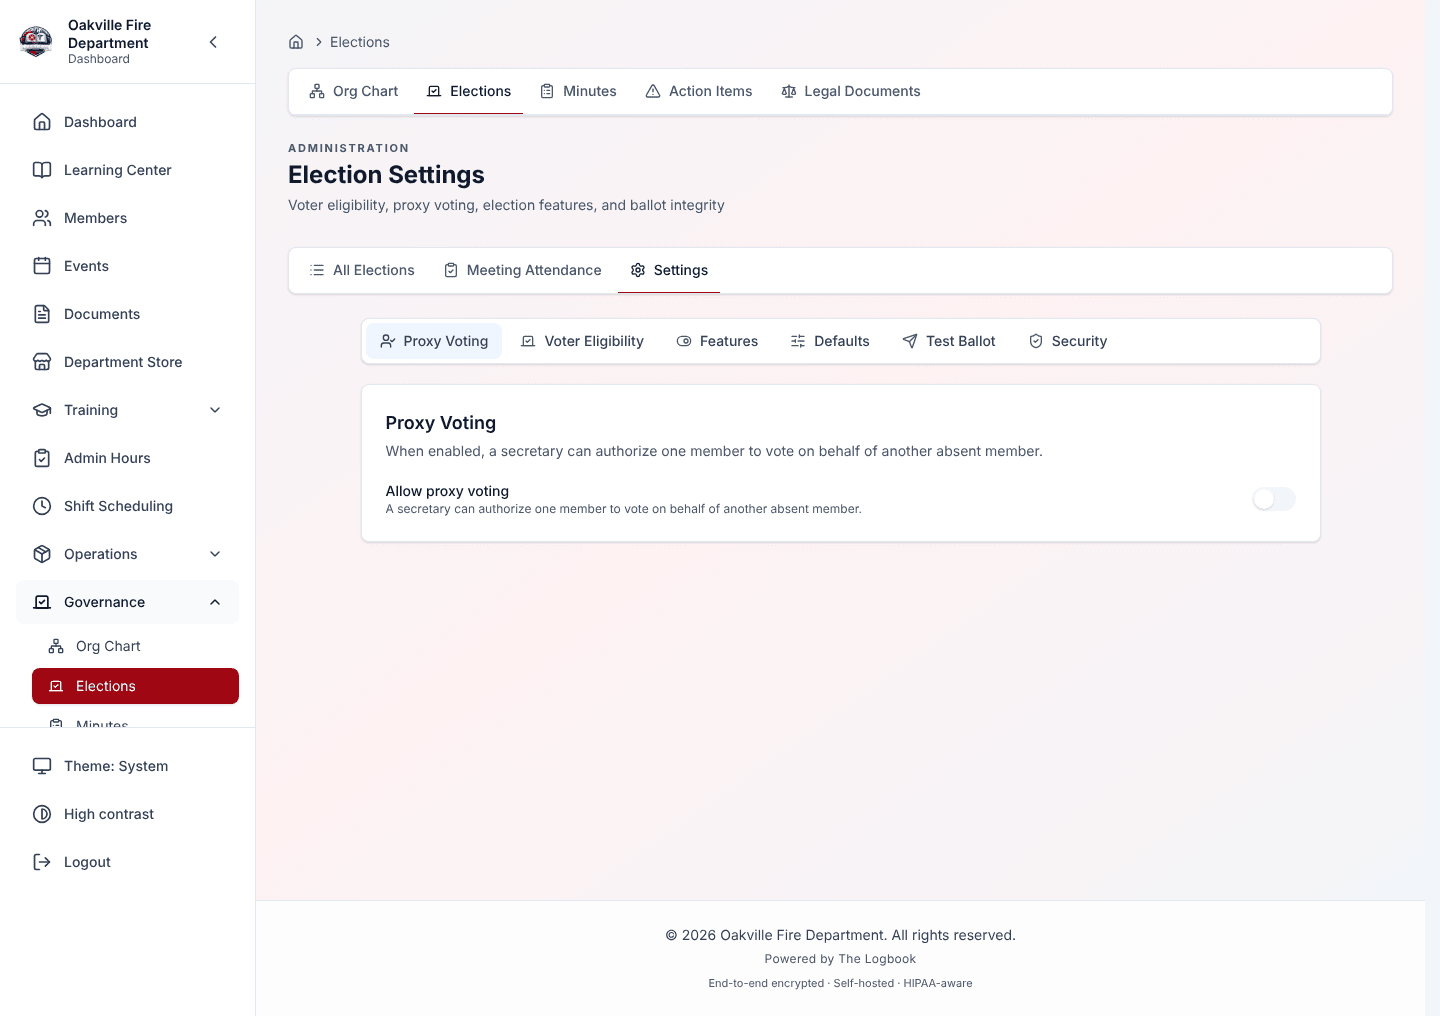 Oakville Fire
Department
Dashboard
Dashboard
Learning Center
Members
Events
Documents
Department Store
Training
Admin Hours
Shift Scheduling
Operations
Governance
Org Chart
Elections
Minutes
Theme: System
High contrast
Logout
Elections
Org Chart
Elections
Minutes
Action Items
Legal Documents
ADMINISTRATION
Election Settings
Voter eligibility, proxy voting, election features, and ballot integrity
All Elections
Meeting Attendance
Settings
Proxy Voting
Voter Eligibility
Features
Defaults
Test Ballot
Security
Proxy Voting
When enabled, a secretary can authorize one member to vote on behalf of another absent member.
Allow proxy voting
A secretary can authorize one member to vote on behalf of another absent member.
© 2026 Oakville Fire Department. All rights reserved.
Powered by The Logbook
End-to-end encrypted · Self-hosted · HIPAA-aware